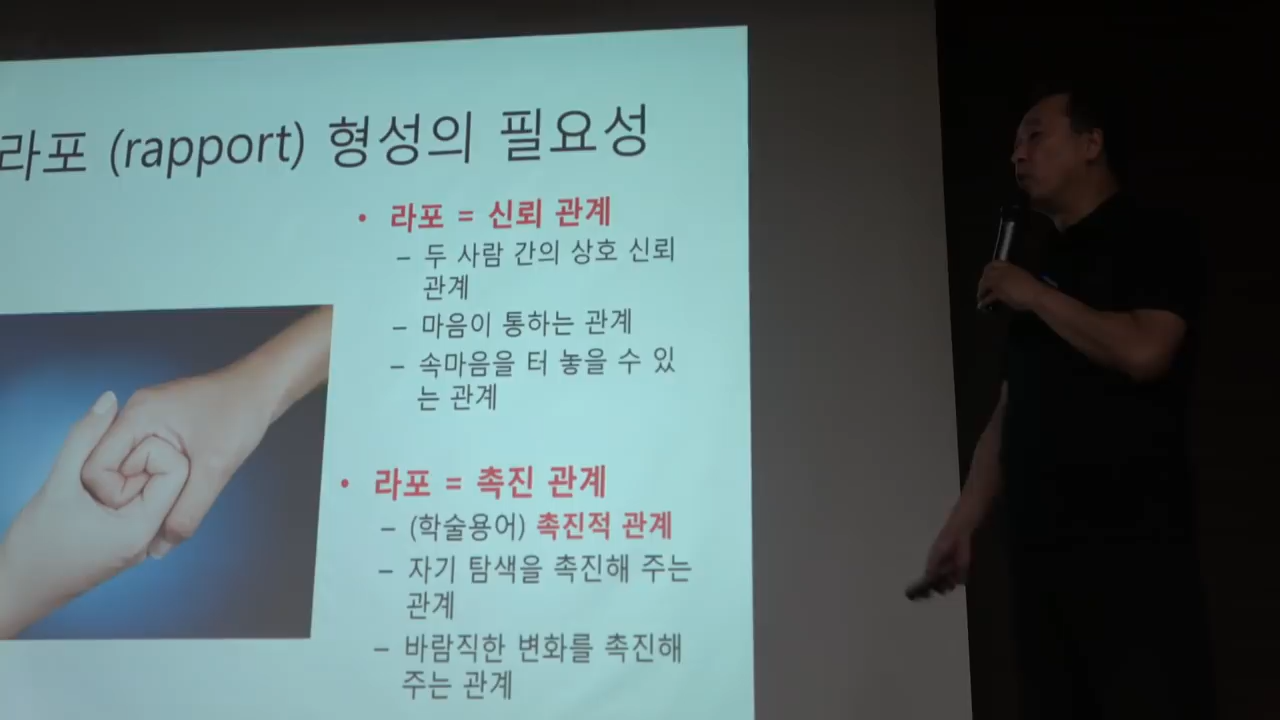 라포 (rapport) 형성의 필요성
• 라포 = 신뢰 관계
– 두 사람 간의 상호 신뢰
관계
– 마음이 통하는 관계
– 속마음을 터 놓을 수 있
는 관계
• 라포 = 촉진 관계
– (학술용어) 촉진적 관계
– 자기 탐색을 촉진해 주는
관계
– 바람직한 변화를 촉진해
주는 관계